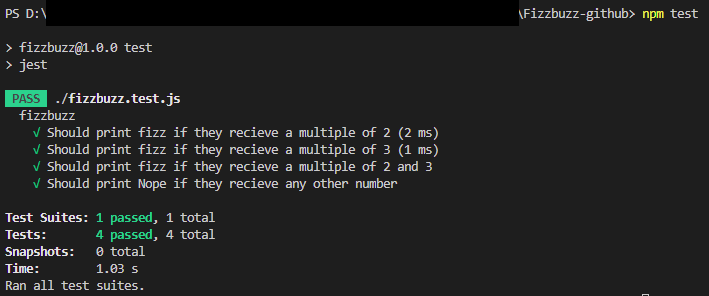 PS D:\ \Fizzbuzz-github> npm test
> fizzbuzz@1.0.0 test
> jest
PASS ./fizzbuzz.test.js
fizzbuzz
√ Should print fizz if they recieve a multiple of 2 (2 ms)
√ Should print fizz if they recieve a multiple of 3 (1 ms)
√ Should print fizz if they recieve a multiple of 2 and 3
√ Should print Nope if they recieve any other number
Test Suites: 1 passed, 1 total
Tests: 4 passed, 4 total
Snapshots: 0 total
Time: 1.03 s
Ran all test suites.